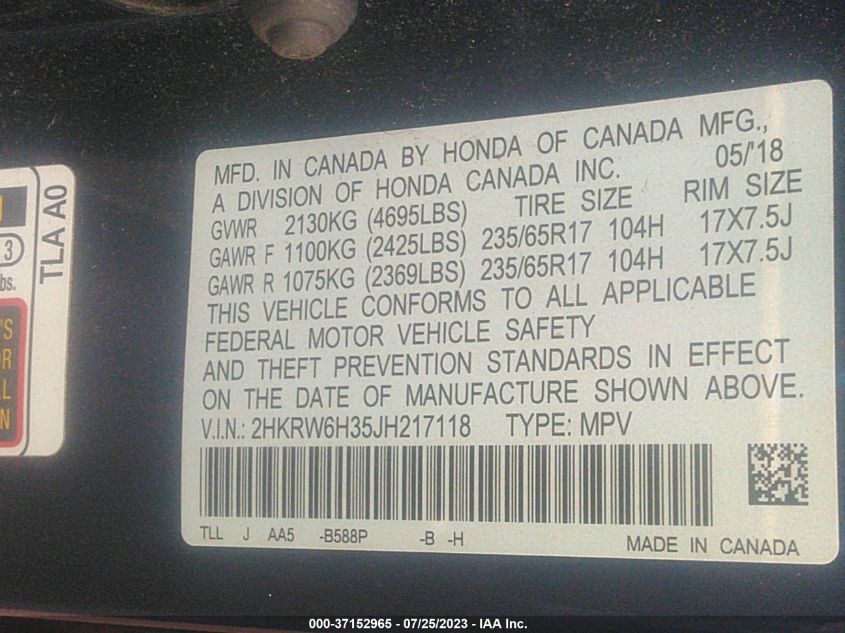 MFD. IN CANADA BY HONDA OF CANADA MFG.,
A DIVISION OF HONDA CANADA INC. 05/'18
GVWR 2130KG (4695LBS) TIRE SIZE RIM SIZE
GAWR F 1100KG (2425LBS) 235/65R17 104H 17X7.5J
GAWR R 1075KG (2369LBS) 235/65R17 104H 17X7.5J
THIS VEHICLE CONFORMS TO ALL APPLICABLE
FEDERAL MOTOR VEHICLE SAFETY
AND THEFT PREVENTION STANDARDS IN EFFECT
ON THE DATE OF MANUFACTURE SHOWN ABOVE.
V.I.N.: 2HKRW6H35JH217118 TYPE: MPV
TLL J AA5 -B588P -B -H
MADE IN CANADA
TLA A0
3
bs.
'S
R
L
N
000-37152965 - 07/25/2023 - IAA Inc.